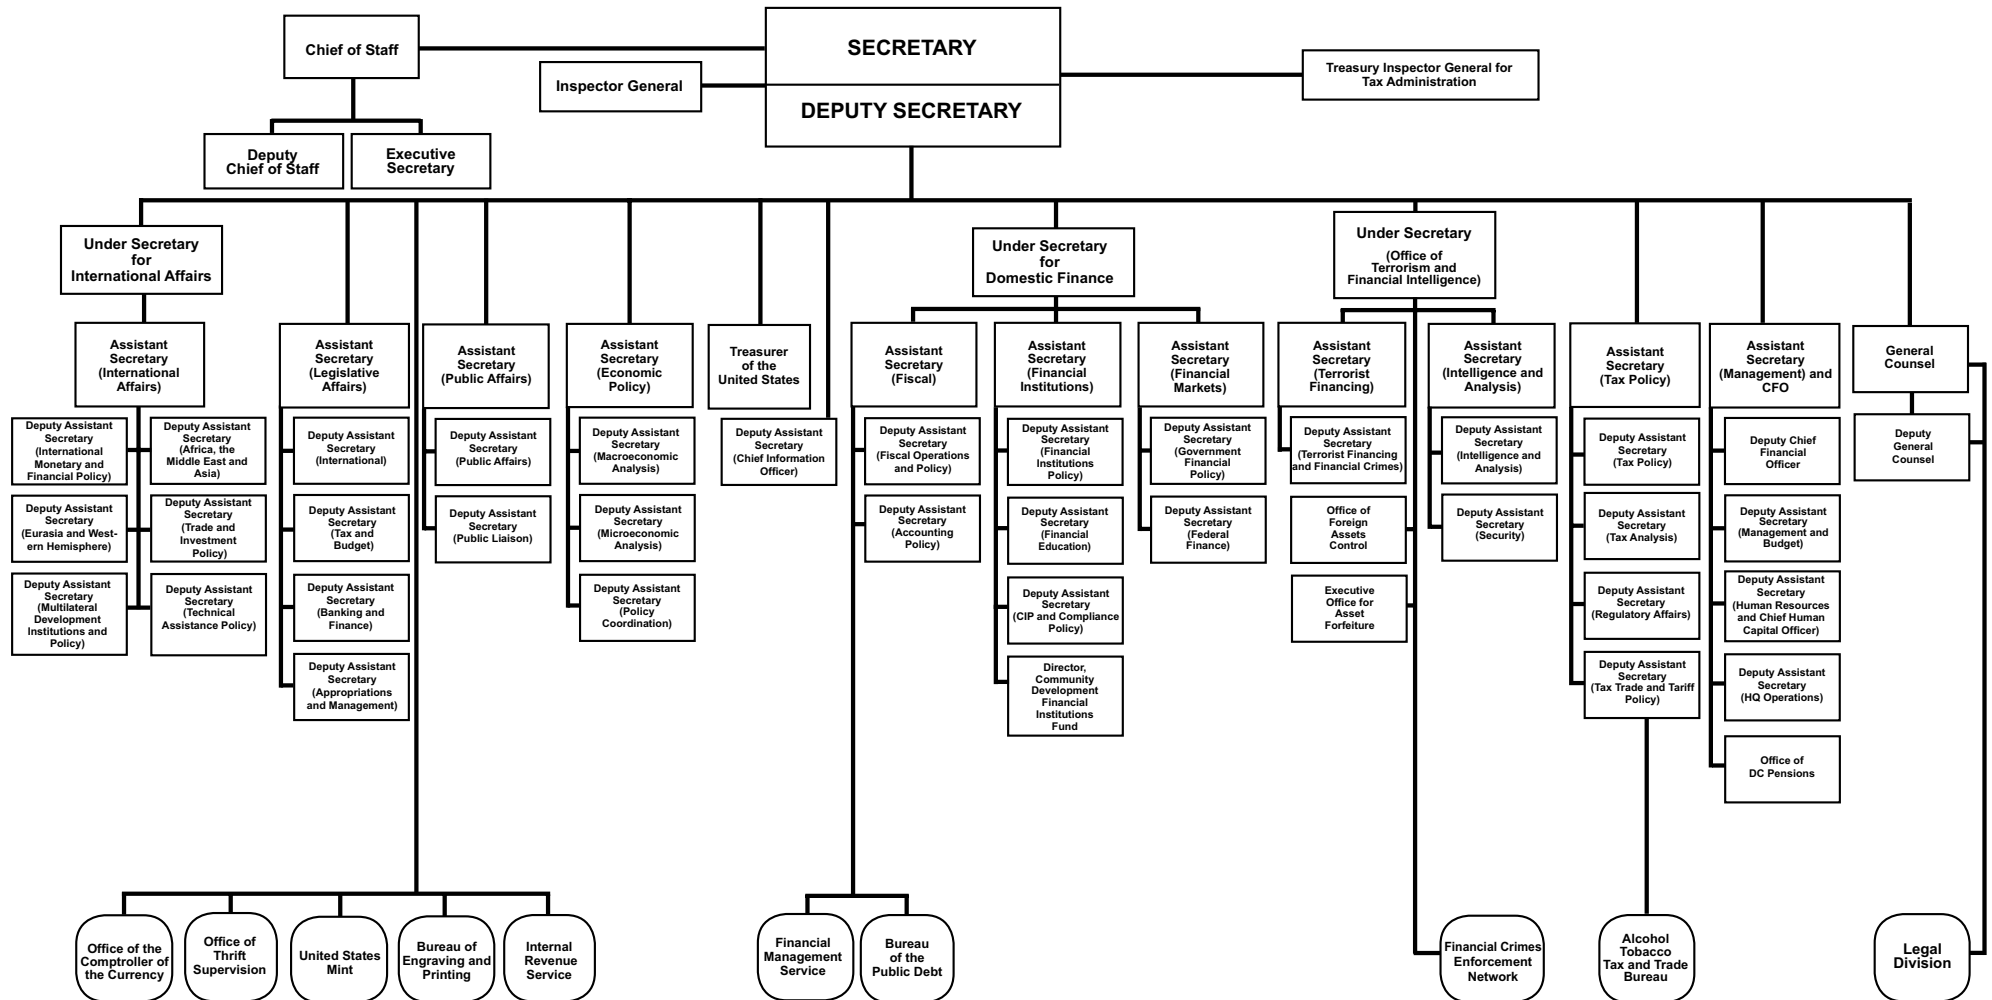 SECRETARY
Chief of Staff
Treasury Inspector General for
Tax Administration
Inspector General
DEPUTY SECRETARY
Deputy
Chief of Staff
Executive
Secretary
Under Secretary
for
International Affairs
Under Secretary
for
Domestic Finance
Under Secretary
(Office of
Terrorism and
Financial Intelligence)
Assistant
Secretary
(International
Affairs)
Assistant
Secretary
(Legislative
Affairs)
Assistant
Secretary
(Public Affairs)
Assistant
Secretary
(Economic
Policy)
Treasurer
of the
United States
Assistant
Secretary
(Fiscal)
Assistant
Secretary
(Financial
Institutions)
Assistant
Secretary
(Financial
Markets)
Assistant
Secretary
(Terrorist
Financing)
Assistant
Secretary
(Intelligence and
Analysis)
Assistant
Secretary
(Tax Policy)
Assistant
Secretary
(Management) and
CFO
General
Counsel
Deputy Assistant
Secretary
(International
Monetary and
Financial Policy)
Deputy Assistant
Secretary
(Africa, the
Middle East and
Asia)
Deputy Assistant
Secretary
(International)
Deputy Assistant
Secretary
(Public Affairs)
Deputy Assistant
Secretary
(Macroeconomic
Analysis)
Deputy Assistant
Secretary
(Chief Information
Officer)
Deputy Assistant
Secretary
(Fiscal Operations
and Policy)
Deputy Assistant
Secretary
(Financial
Institutions
Policy)
Deputy Assistant
Secretary
(Government
Financial
Policy)
Deputy Assistant
Secretary
(Terrorist Financing
and Financial Crimes)
Deputy Assistant
Secretary
(Intelligence and
Analysis)
Deputy Assistant
Secretary
(Tax Policy)
Deputy Chief
Financial
Officer
Deputy
General
Counsel
Deputy Assistant
Secretary
(Eurasia and West-
ern Hemisphere)
Deputy Assistant
Secretary
(Trade and
Investment
Policy)
Deputy Assistant
Secretary
(Tax and
Budget)
Deputy Assistant
Secretary
(Public Liaison)
Deputy Assistant
Secretary
(Microeconomic
Analysis)
Deputy Assistant
Secretary
(Accounting
Policy)
Deputy Assistant
Secretary
(Financial
Education)
Deputy Assistant
Secretary
(Federal
Finance)
Office of
Foreign
Assets
Control
Deputy Assistant
Secretary
(Security)
Deputy Assistant
Secretary
(Tax Analysis)
Deputy Assistant
Secretary
(Management and
Budget)
Deputy Assistant
Secretary
(Multilateral
Development
Institutions and
Policy)
Deputy Assistant
Secretary
(Technical
Assistance Policy)
Deputy Assistant
Secretary
(Banking and
Finance)
Deputy Assistant
Secretary
(Policy
Coordination)
Deputy Assistant
Secretary
(CIP and Compliance
Policy)
Executive
Office for
Asset
Forfeiture
Deputy Assistant
Secretary
(Regulatory Affairs)
Deputy Assistant
Secretary
(Human Resources
and Chief Human
Capital Officer)
Deputy Assistant
Secretary
(Appropriations
and Management)
Director,
Community
Development
Financial
Institutions
Fund
Deputy Assistant
Secretary
(Tax Trade and Tariff
Policy)
Deputy Assistant
Secretary
(HQ Operations)
Office of
DC Pensions
Office of the
Comptroller of
the Currency
Office of
Thrift
Supervision
United States
Mint
Bureau of
Engraving and
Printing
Internal
Revenue
Service
Financial
Management
Service
Bureau
of the
Public Debt
Financial Crimes
Enforcement
Network
Alcohol
Tobacco
Tax and Trade
Bureau
Legal
Division